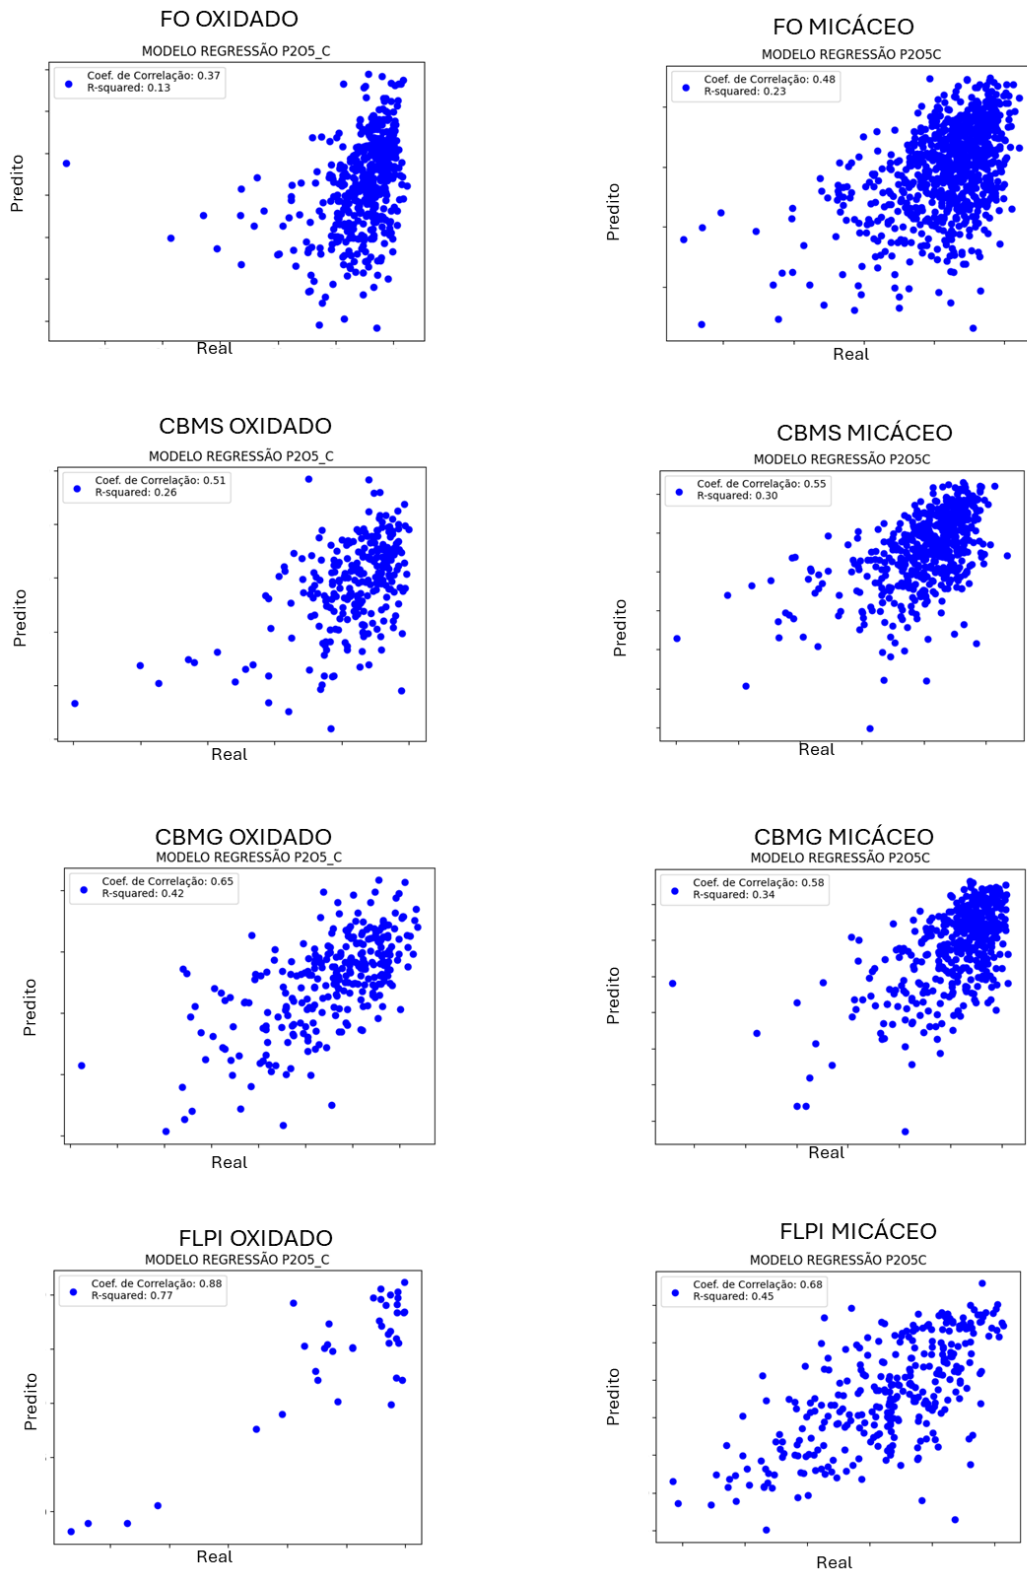 FO OXIDADO
MODELO REGRESSÃO P2O5_C
Coef. de Correlação: 0.37
R-squared: 0.13
Predito
Real
FO MICÁCEO
MODELO REGRESSÃO P2O5C
Coef. de Correlação: 0.48
R-squared: 0.23
Predito
Real
CBMS OXIDADO
MODELO REGRESSÃO P2O5_C
Coef. de Correlação: 0.51
R-squared: 0.26
Predito
Real
CBMS MICÁCEO
MODELO REGRESSÃO P2O5C
Coef. de Correlação: 0.55
R-squared: 0.30
Predito
Real
CBMG OXIDADO
MODELO REGRESSÃO P2O5_C
Coef. de Correlação: 0.65
R-squared: 0.42
Predito
Real
CBMG MICÁCEO
MODELO REGRESSÃO P2O5C
Coef. de Correlação: 0.58
R-squared: 0.34
Predito
Real
FLPI OXIDADO
MODELO REGRESSÃO P2O5_C
Coef. de Correlação: 0.88
R-squared: 0.77
Predito
Real
FLPI MICÁCEO
MODELO REGRESSÃO P2O5C
Coef. de Correlação: 0.68
R-squared: 0.45
Predito
Real